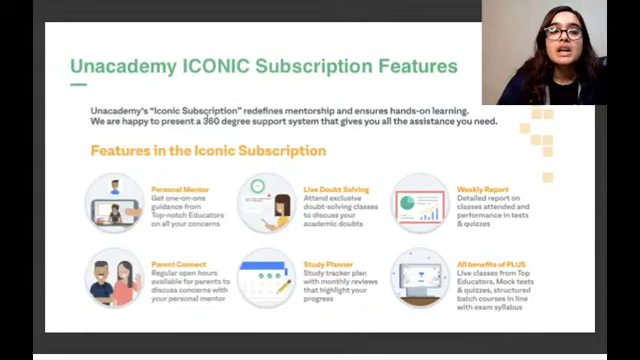 Unacademy ICONIC Subscription Features
Unacademy's "Iconic Subscription" redefines mentorship and ensures hands-on learning.
We are happy to present a 360 degree support system that gives you all the assistance you need.
Features in the Iconic Subscription
Personal Mentor
Get one-on-one
guidance from
Top-notch Educators
on all your concerns
Live Doubt Solving
Attend exclusive
doubt-solving classes
to discuss your
academic doubts
Weekly Report
Detailed report on
classes attended and
performance in tests
& quizzes
Parent Connect
Regular open hours
available for parents to
discuss concerns with
your personal mentor
Study Planner
Study tracker plan
with monthly reviews
that highlight your
progress
All benefits of PLUS
Live classes from Top
Educators, Mock tests
& quizzes, structured
batch courses in line
with exam syllabus